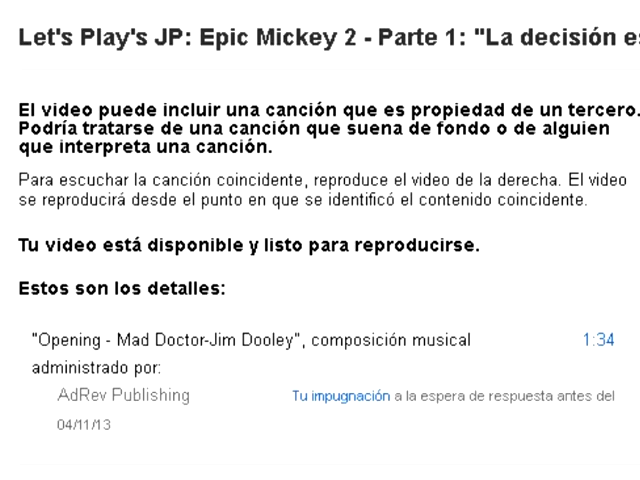 Let's Play's JP: Epic Mickey 2 - Parte 1: "La decisión
El video puede incluir una canción que es propiedad de un tercero.
Podría tratarse de una canción que suena de fondo o de alguien
que interpreta una canción.
Para escuchar la canción coincidente, reproduce el video de la derecha. El video
se reproducirá desde el punto en que se identificó el contenido coincidente.
Tu video está disponible y listo para reproducirse.
Estos son los detalles:
"Opening - Mad Doctor-Jim Dooley", composición musical 1:34
administrado por:
AdRev Publishing Tu impugnación a la espera de respuesta antes del
04/11/13